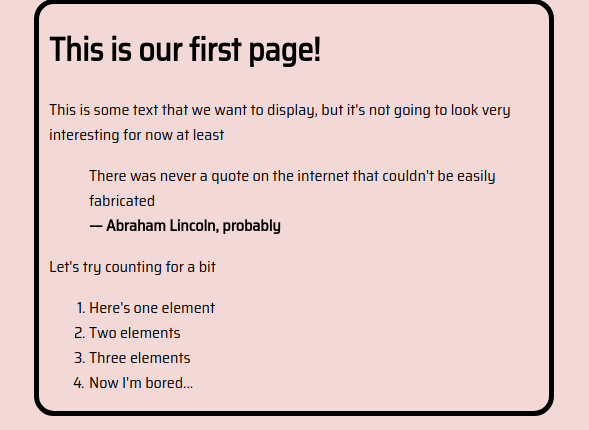 This is our first page!
This is some text that we want to display, but it's not going to look very
interesting for now at least
There was never a quote on the internet that couldn't be easily
fabricated
— Abraham Lincoln, probably
Let's try counting for a bit
1. Here's one element
2. Two elements
3. Three elements
4. Now I'm bored...